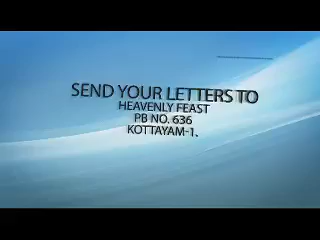 SEND YOUR LETTERS TO
HEAVENLY FEAST
PB NO. 636
KOTTAYAM-1.